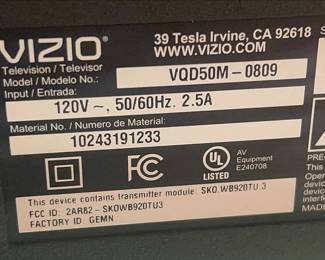 VIZIO®
39 Tesla Irvine, CA 92618
WWW.VIZIO.COM
Television / Televisor
Model / Modelo No.: VQD50M-0809
Input / Entrada:
120V ~, 50/60Hz. 2.5A
Material No. / Numero de Material:
10243191233
FC
UL
LISTED
AV
Equipment
E240708
This device contains transmitter module: SKO.WB920TU.3
FCC ID: 2AR82-SKOWB920TU3
FACTORY ID: GEMN